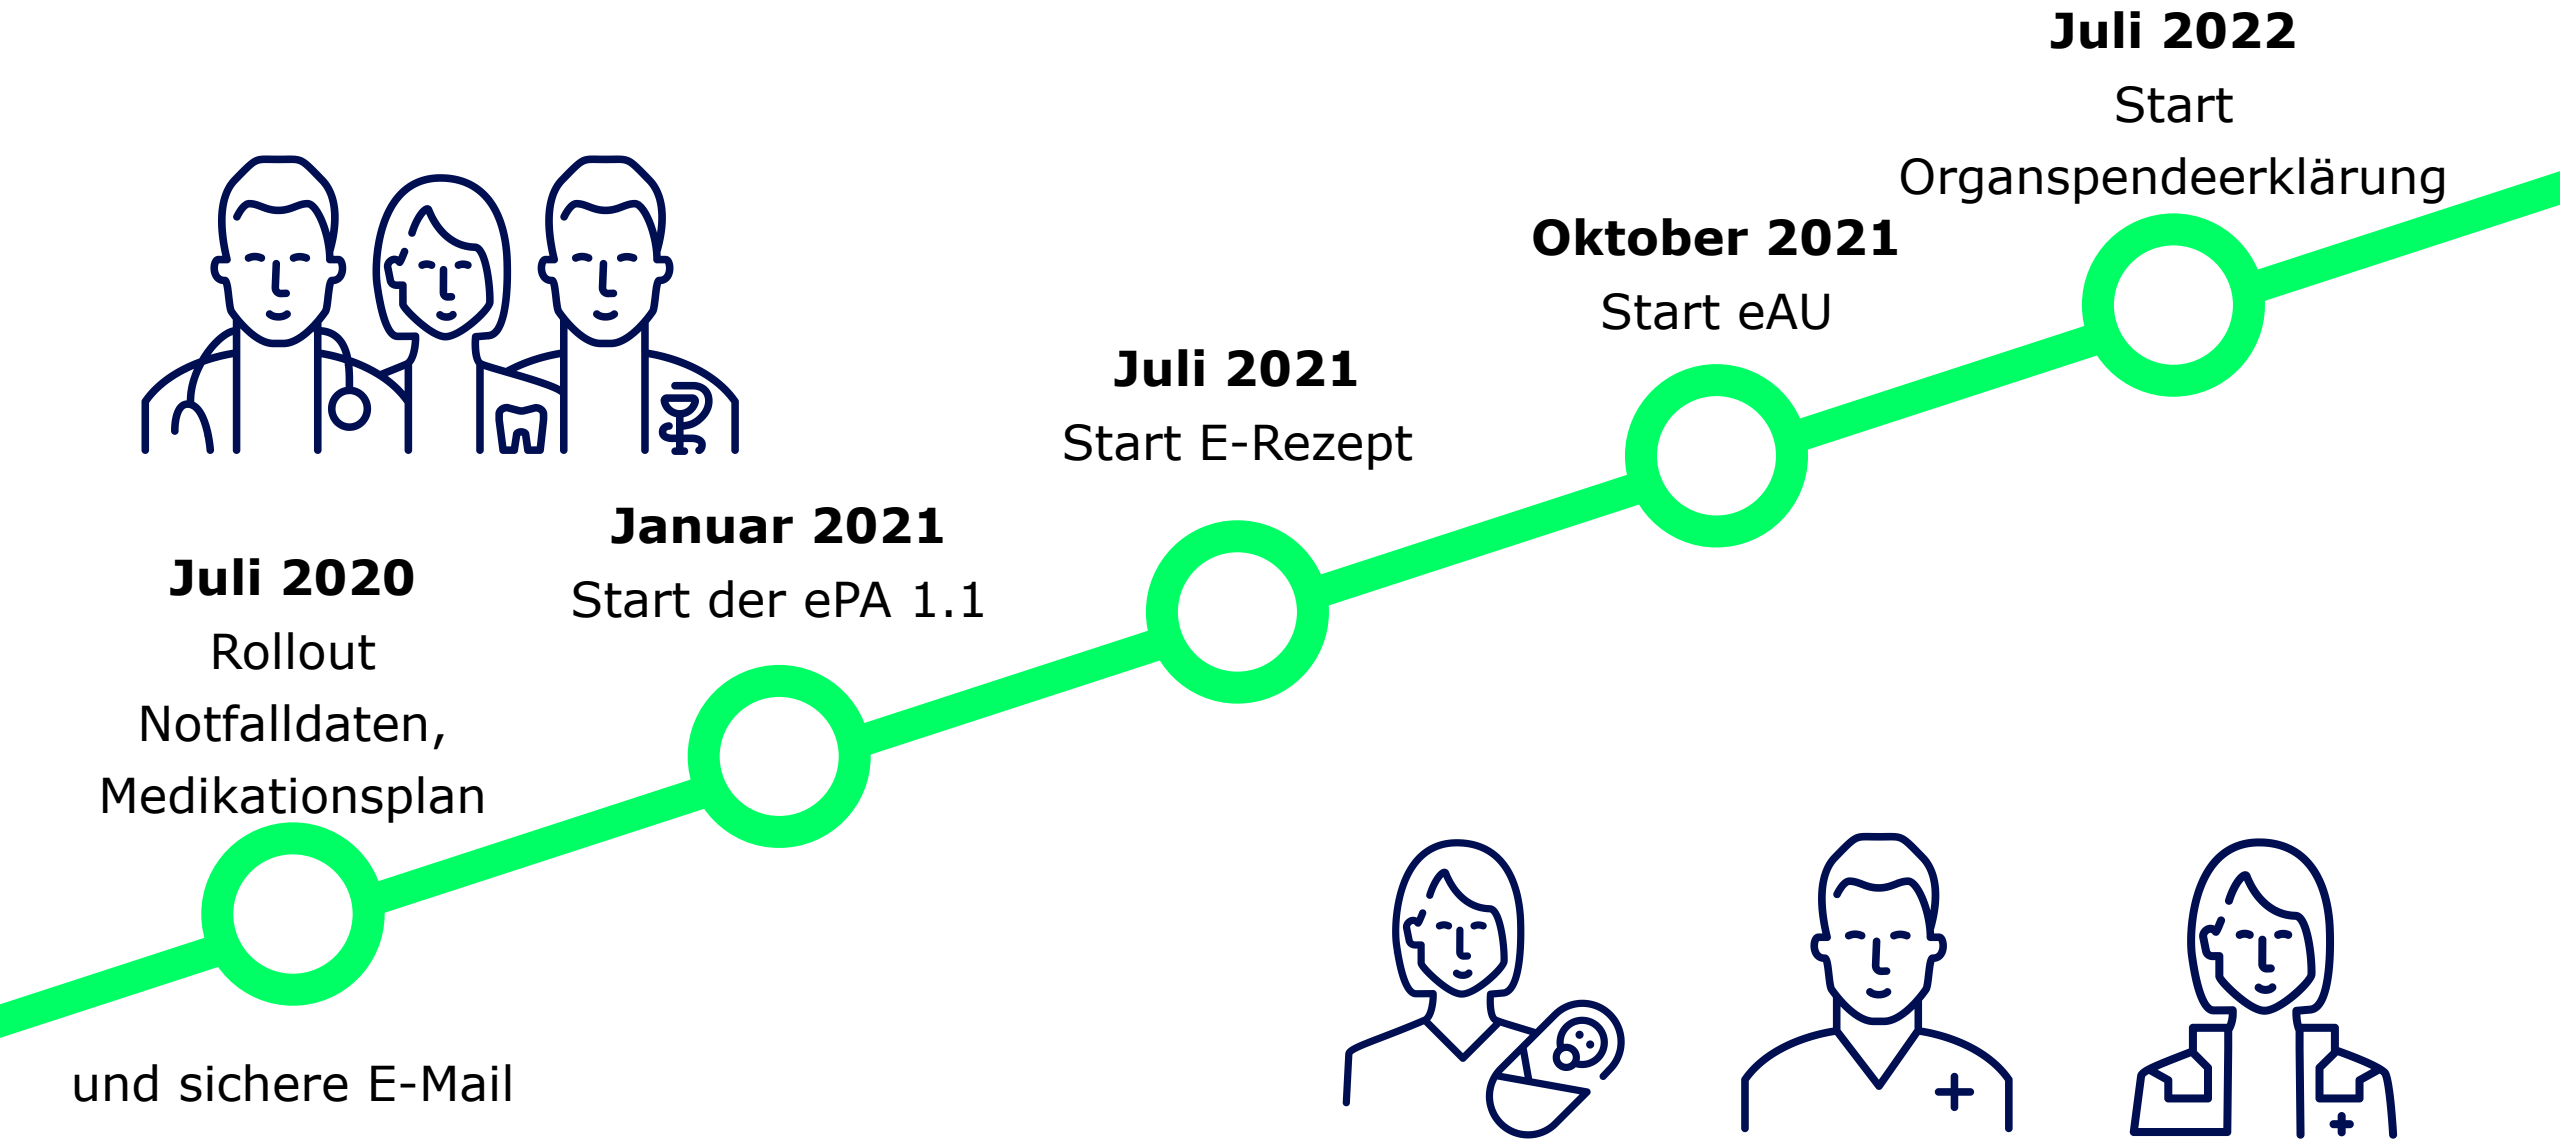 Juli 2020
Rollout
Notfalldaten,
Medikationsplan
und sichere E-Mail
Januar 2021
Start der ePA 1.1
Juli 2021
Start E-Rezept
Oktober 2021
Start eAU
Juli 2022
Start
Organspendeerklärung